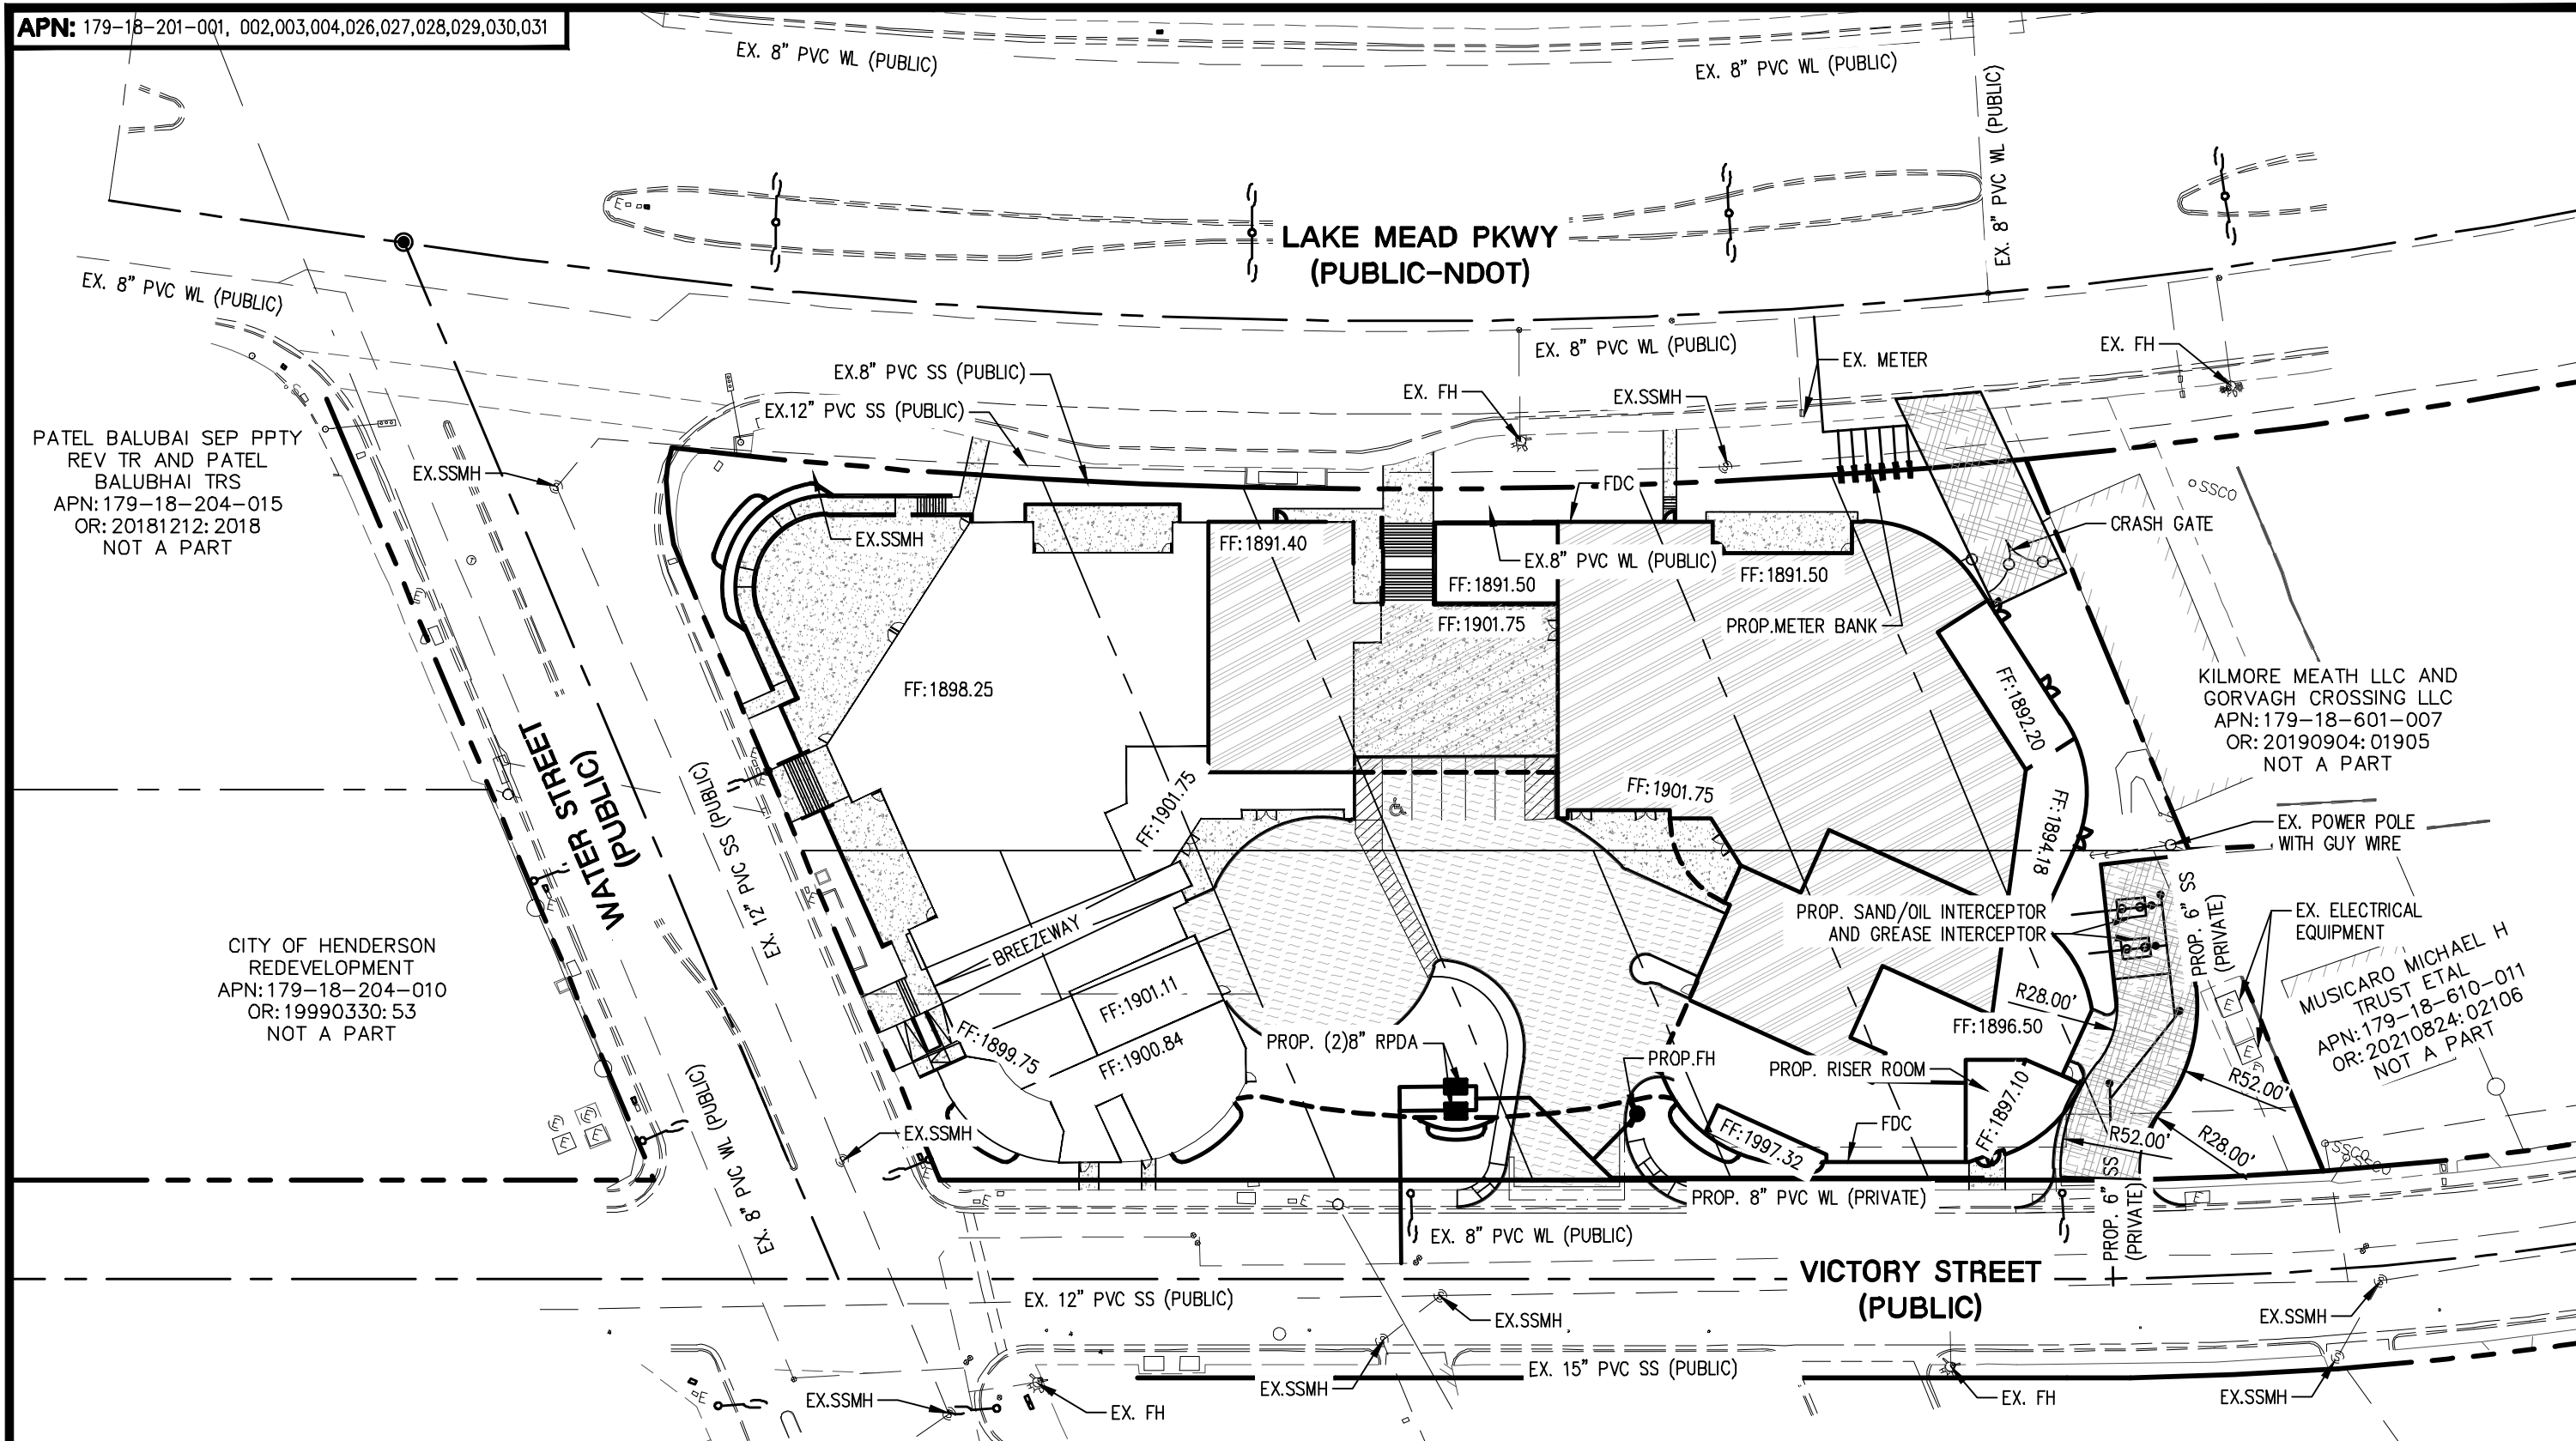 APN: 179-18-201-001, 002,003,004,026,027,028,029,030,031
EX. 8" PVC WL (PUBLIC)
EX. 8" PVC WL (PUBLIC)
EX. 8" PVC WL (PUBLIC)
LAKE MEAD PKWY
(PUBLIC-NDOT)
EX. 8" PVC WL (PUBLIC)
EX. 8" PVC WL (PUBLIC)
EX. METER
EX. FH
EX.8" PVC SS (PUBLIC)
EX.12" PVC SS (PUBLIC)
EX. FH
EX.SSMH
PATEL BALUBAI SEP PPTY
REV TR AND PATEL
BALUBHAI TRS
APN:179-18-204-015
OR:20181212:2018
NOT A PART
EX.SSMH
EX.SSMH
FDC
SSCO
CRASH GATE
FF:1891.40
EX.8" PVC WL (PUBLIC)
FF:1891.50
FF:1891.50
FF:1901.75
PROP.METER BANK
FF:1898.25
FF:1892.20
KILMORE MEATH LLC AND
GORVAGH CROSSING LLC
APN:179-18-601-007
OR:20190904:01905
NOT A PART
WATER STREET
(PUBLIC)
EX. 12" PVC SS (PUBLIC)
FF:1901.75
FF:1901.75
FF:1894.18
EX. POWER POLE
WITH GUY WIRE
PROP. SAND/OIL INTERCEPTOR
AND GREASE INTERCEPTOR
PROP. 6" SS
(PRIVATE)
EX. ELECTRICAL
EQUIPMENT
CITY OF HENDERSON
REDEVELOPMENT
APN:179-18-204-010
OR:19990330:53
NOT A PART
BREEZEWAY
FF:1901.11
FF:1900.84
FF:1899.75
R28.00'
FF:1896.50
MUSICARO MICHAEL H
TRUST ETAL
APN:179-18-610-011
OR:20210824:02106
NOT A PART
PROP. (2)8" RPDA
PROP.FH
PROP. RISER ROOM
FF:1897.10
R52.00'
EX. 8" PVC WL (PUBLIC)
EX.SSMH
FF:1997.32
FDC
R52.00'
R28.00'
SSCO
PROP. 8" PVC WL (PRIVATE)
PROP. 6" SS
(PRIVATE)
EX. 8" PVC WL (PUBLIC)
VICTORY STREET
(PUBLIC)
EX. 12" PVC SS (PUBLIC)
EX.SSMH
EX.SSMH
EX. 15" PVC SS (PUBLIC)
EX.SSMH
EX.SSMH
EX. FH
EX. FH
EX.SSMH